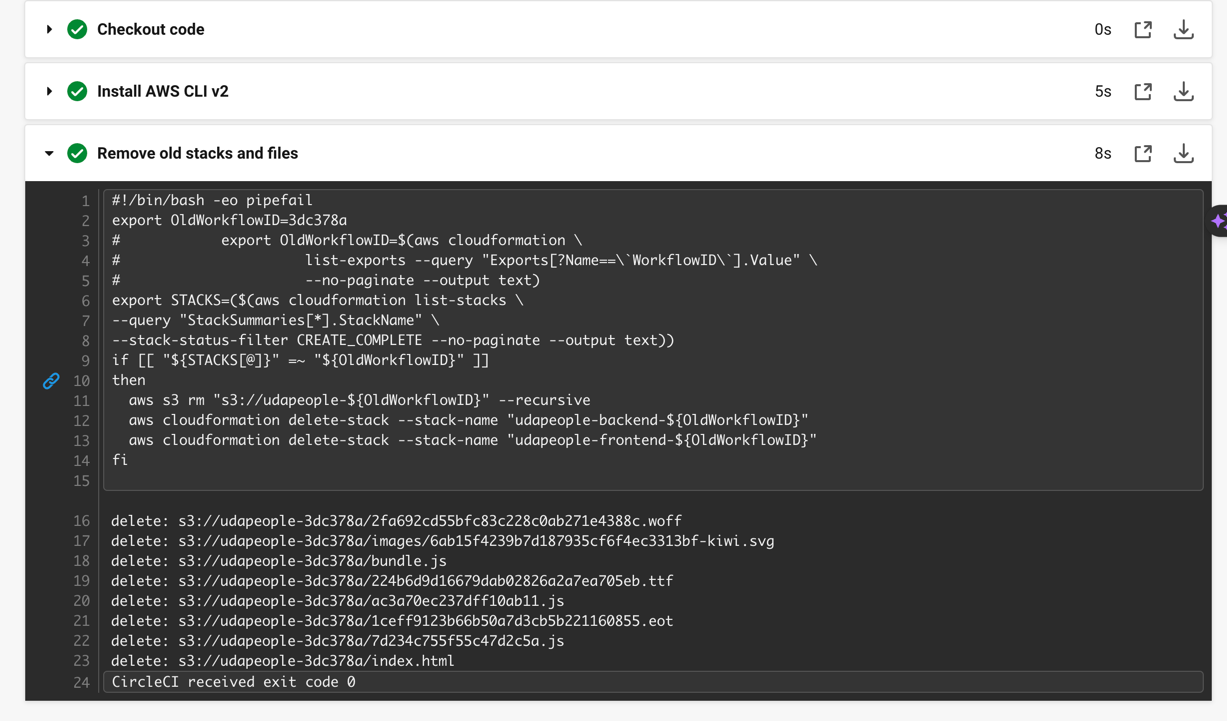 Checkout code 0s
Install AWS CLI v2 5s
Remove old stacks and files 8s
1 #!/bin/bash -eo pipefail
2 export OldWorkflowID=3dc378a
3 #            export OldWorkflowID=$(aws cloudformation \
4 #                      list-exports --query "Exports[?Name==\`WorkflowID\`].Value" \
5 #                      --no-paginate --output text)
6 export STACKS=($(aws cloudformation list-stacks \
7 --query "StackSummaries[*].StackName" \
8 --stack-status-filter CREATE_COMPLETE --no-paginate --output text))
9 if [[ "${STACKS[@]}" =~ "${OldWorkflowID}" ]]
10 then
11   aws s3 rm "s3://udapeople-${OldWorkflowID}" --recursive
12   aws cloudformation delete-stack --stack-name "udapeople-backend-${OldWorkflowID}"
13   aws cloudformation delete-stack --stack-name "udapeople-frontend-${OldWorkflowID}"
14 fi
15
16 delete: s3://udapeople-3dc378a/2fa692cd55bfc83c228c0ab271e4388c.woff
17 delete: s3://udapeople-3dc378a/images/6ab15f4239b7d187935cf6f4ec3313bf-kiwi.svg
18 delete: s3://udapeople-3dc378a/bundle.js
19 delete: s3://udapeople-3dc378a/224b6d9d16679dab02826a2a7ea705eb.ttf
20 delete: s3://udapeople-3dc378a/ac3a70ec237dff10ab11.js
21 delete: s3://udapeople-3dc378a/1ceff9123b66b50a7d3cb5b221160855.eot
22 delete: s3://udapeople-3dc378a/7d234c755f55c47d2c5a.js
23 delete: s3://udapeople-3dc378a/index.html
24 CircleCI received exit code 0